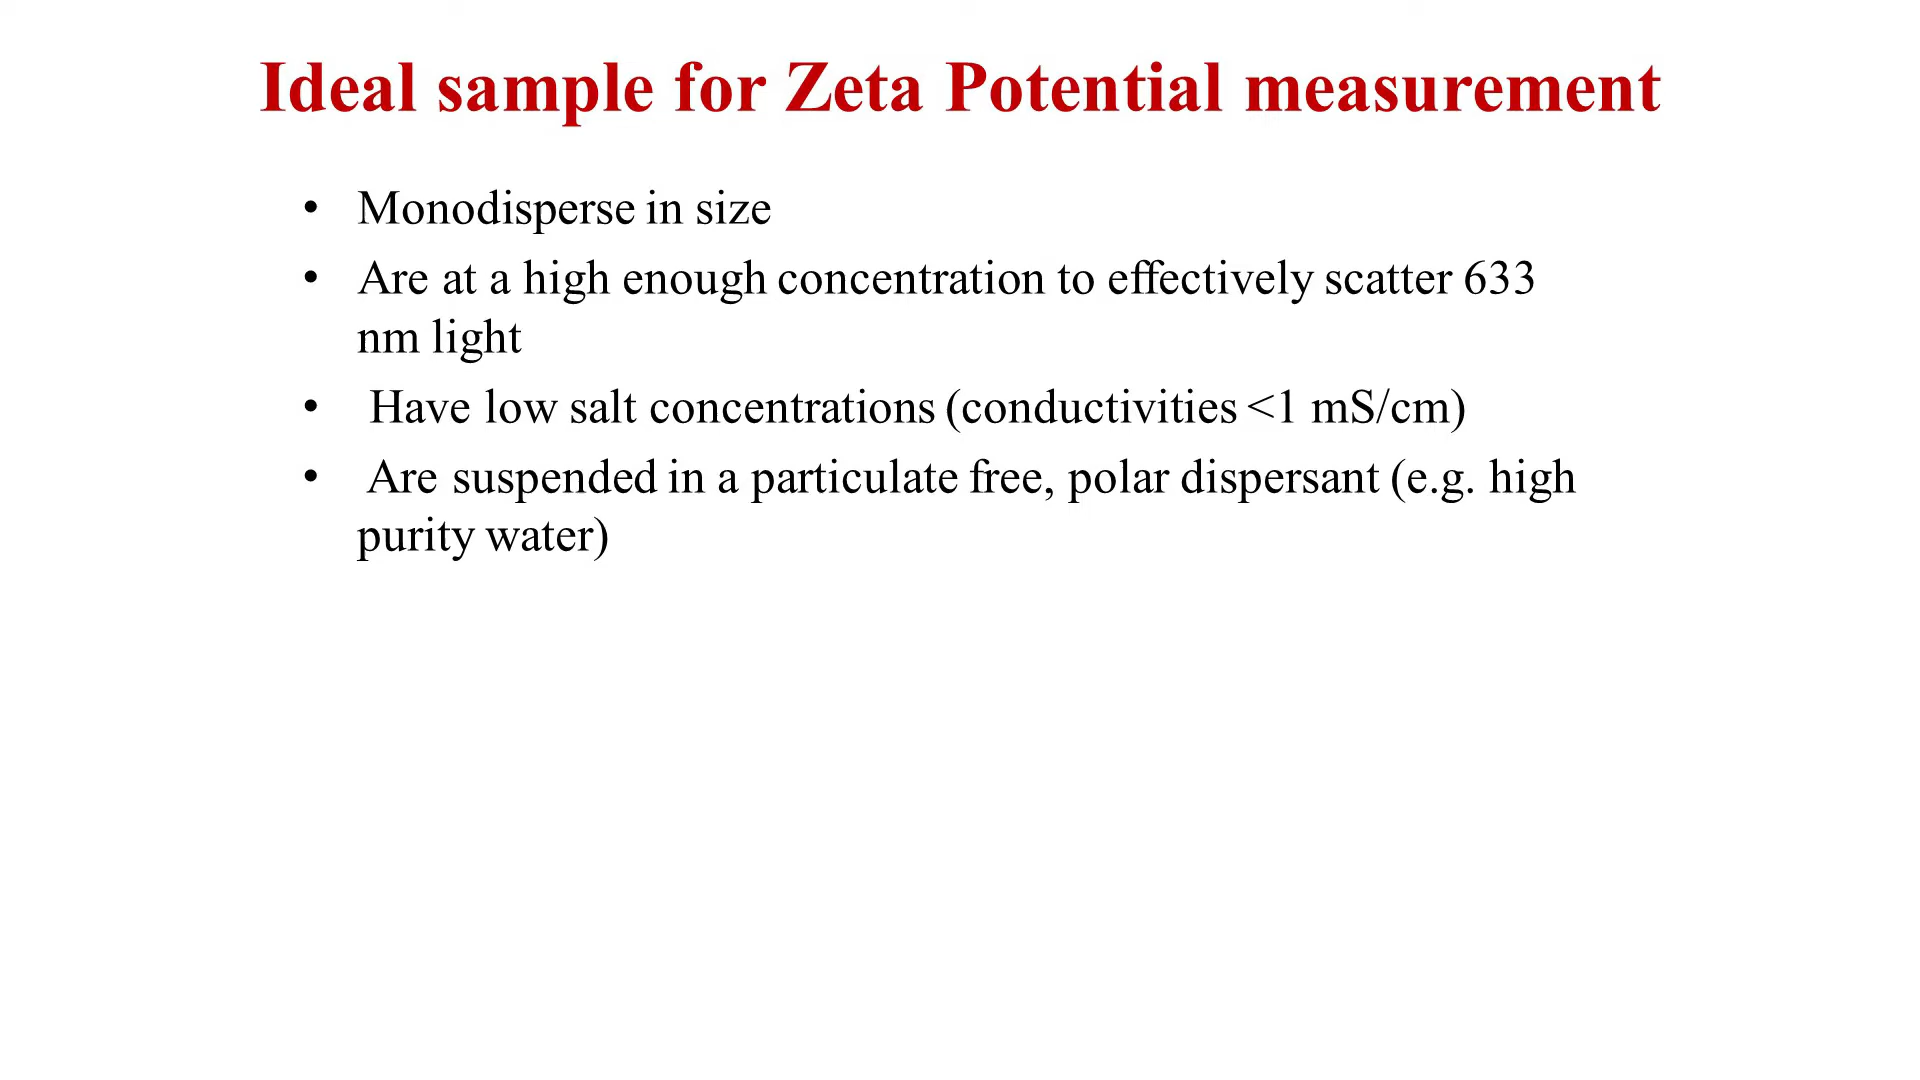 Ideal sample for Zeta Potential measurement
• Monodisperse in size
• Are at a high enough concentration to effectively scatter 633
nm light
• Have low salt concentrations (conductivities <1 mS/cm)
• Are suspended in a particulate free, polar dispersant (e.g. high
purity water)